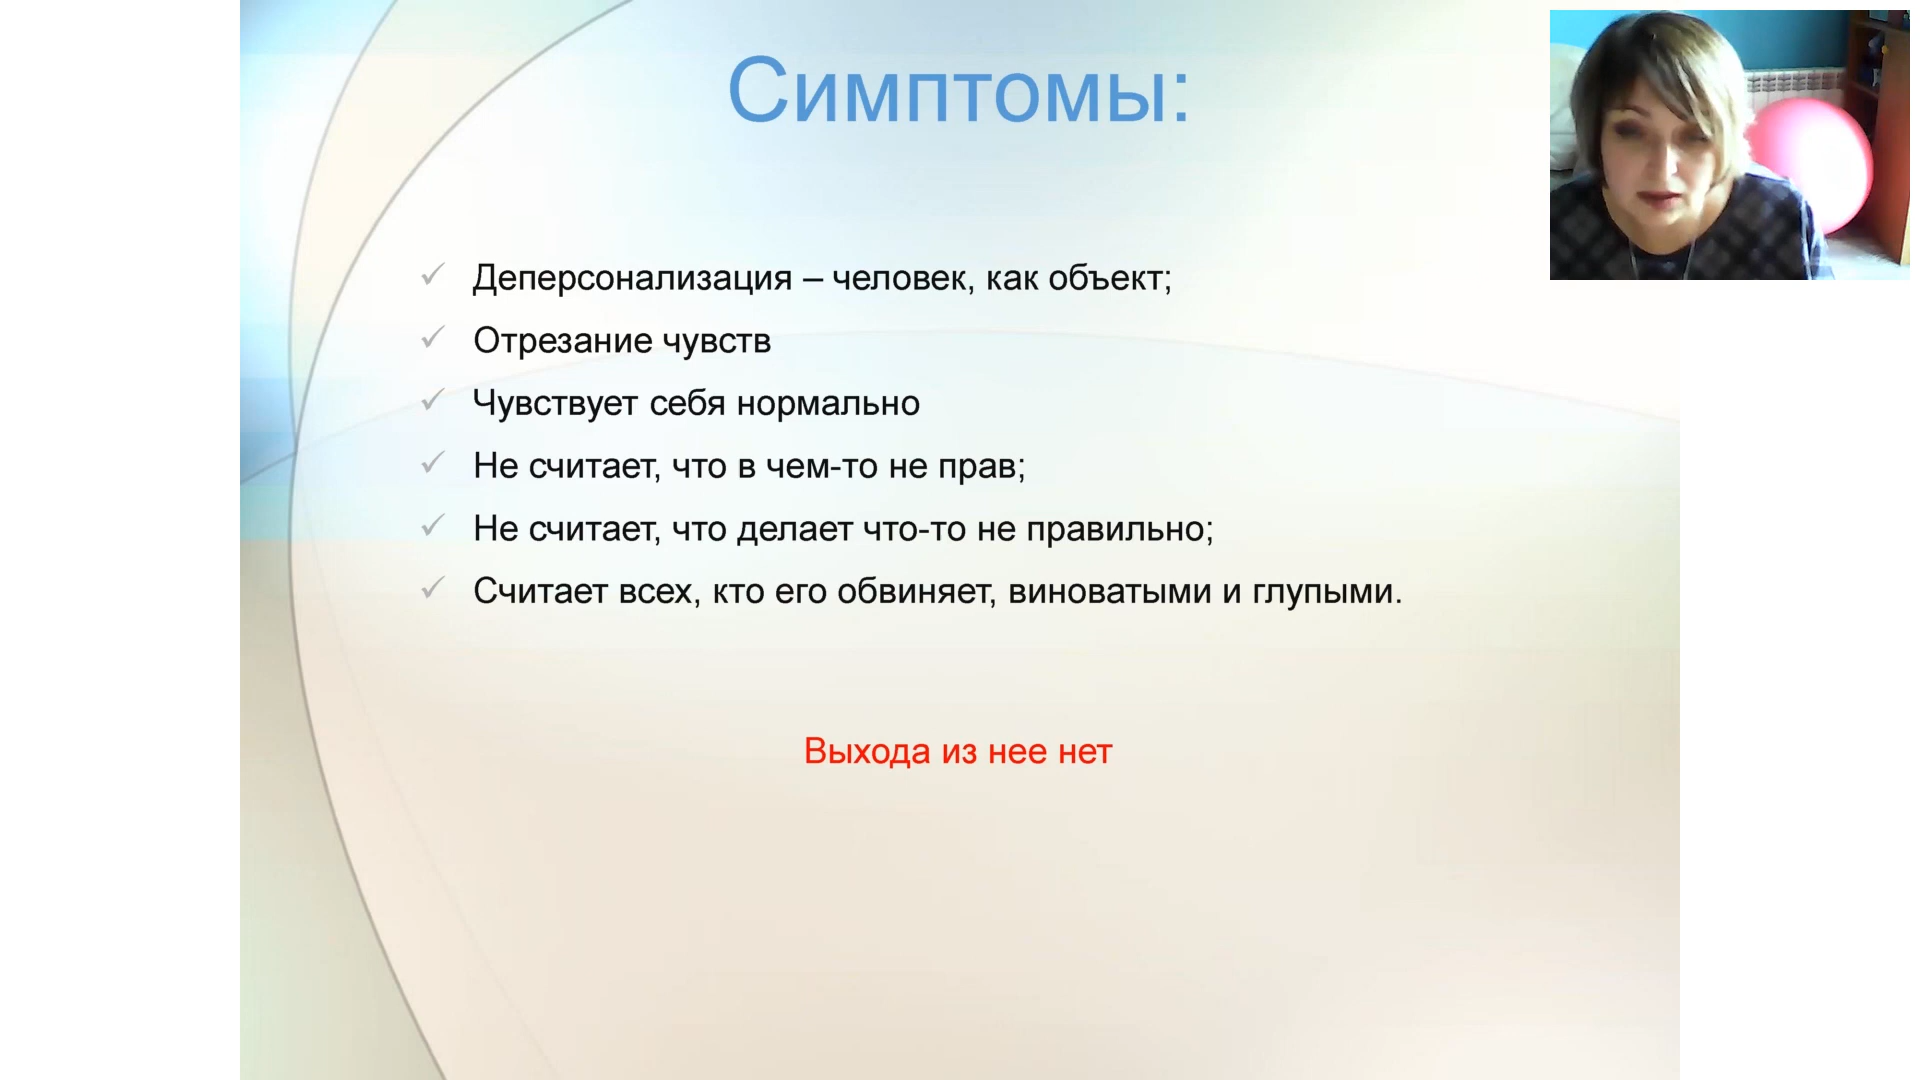 Симптомы:
Деперсонализация – человек, как объект;
Отрезание чувств
Чувствует себя нормально
Не считает, что в чем-то не прав;
Не считает, что делает что-то не правильно;
Считает всех, кто его обвиняет, виноватыми и глупыми.
Выхода из нее нет